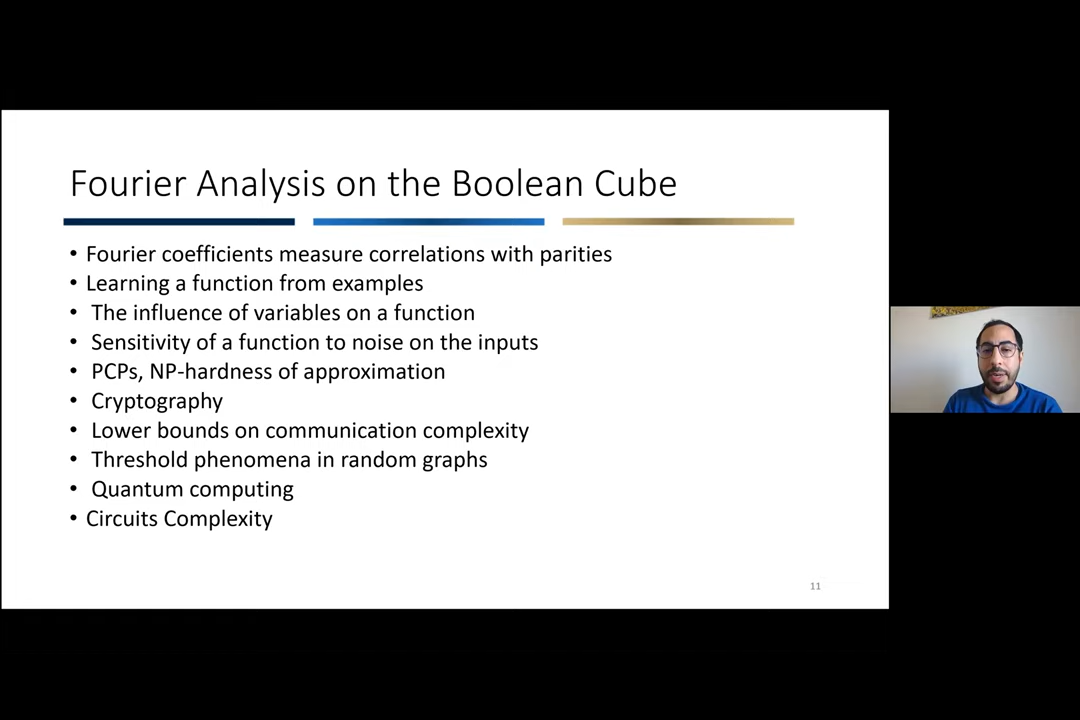 Fourier Analysis on the Boolean Cube
• Fourier coefficients measure correlations with parities
• Learning a function from examples
• The influence of variables on a function
• Sensitivity of a function to noise on the inputs
• PCPs, NP-hardness of approximation
• Cryptography
• Lower bounds on communication complexity
• Threshold phenomena in random graphs
• Quantum computing
• Circuits Complexity
11